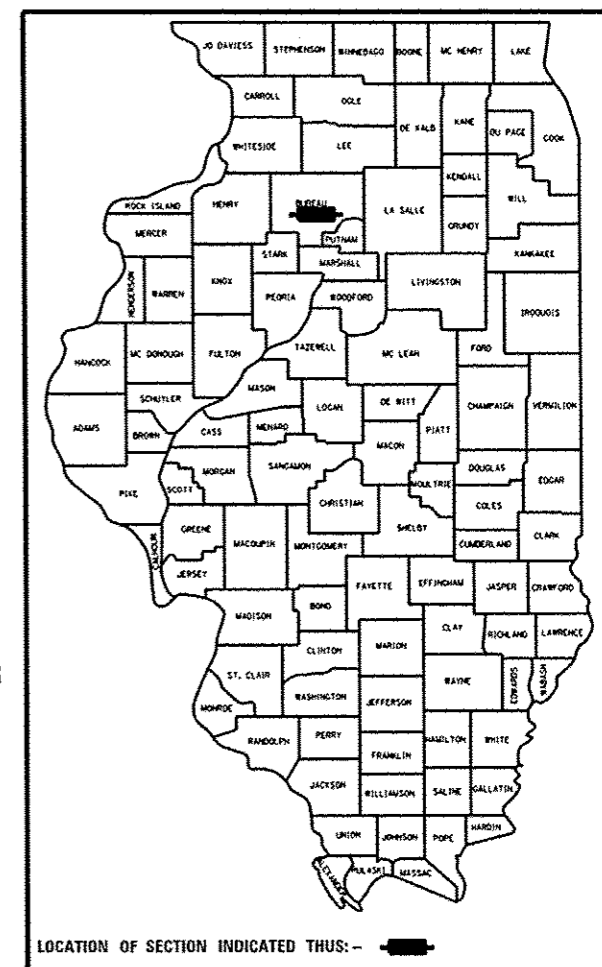 JO DAVIESS STEPHENSON WINNEBAGO BOONE MC HENRY LAKE
CARROLL OGLE DE KALB KANE DU PAGE COOK
WHITESIDE LEE
KENDALL WILL
ROCK ISLAND HENRY BUREAU LA SALLE GRUNDY
MERCER PUTNAM
STARK MARSHALL KANKAKEE
HENDERSON WARREN KNOX PEORIA WOODFORD LIVINGSTON
IROQUOIS
HANCOCK MC DONOUGH FULTON TAZEWELL MC LEAN FORD
MASON
SCHUYLER LOGAN DE WITT CHAMPAIGN VERMILION
ADAMS BROWN CASS MENARD MACON PIATT
MORGAN SANGAMON DOUGLAS EDGAR
PIKE SCOTT CHRISTIAN MOULTRIE COLES
GREENE MACOUPIN MONTGOMERY SHELBY CUMBERLAND CLARK
CALHOUN JERSEY
FAYETTE EFFINGHAM JASPER CRAWFORD
MADISON BOND
CLAY RICHLAND LAWRENCE
CLINTON MARION
ST. CLAIR WAYNE EDWARDS WABASH
WASHINGTON JEFFERSON
MONROE
RANDOLPH PERRY HAMILTON WHITE
FRANKLIN
JACKSON WILLIAMSON SALINE GALLATIN
UNION JOHNSON POPE HARDIN
ALEXANDER PULASKI MASSAC
LOCATION OF SECTION INDICATED THUS:-